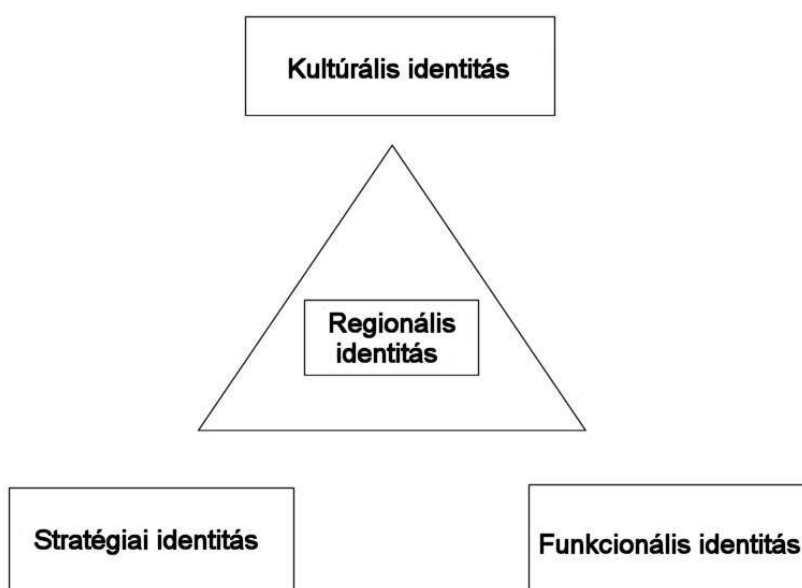 Kultúrális identitás
Regionális
identitás
Stratégiai identitás
Funkcionális identitás